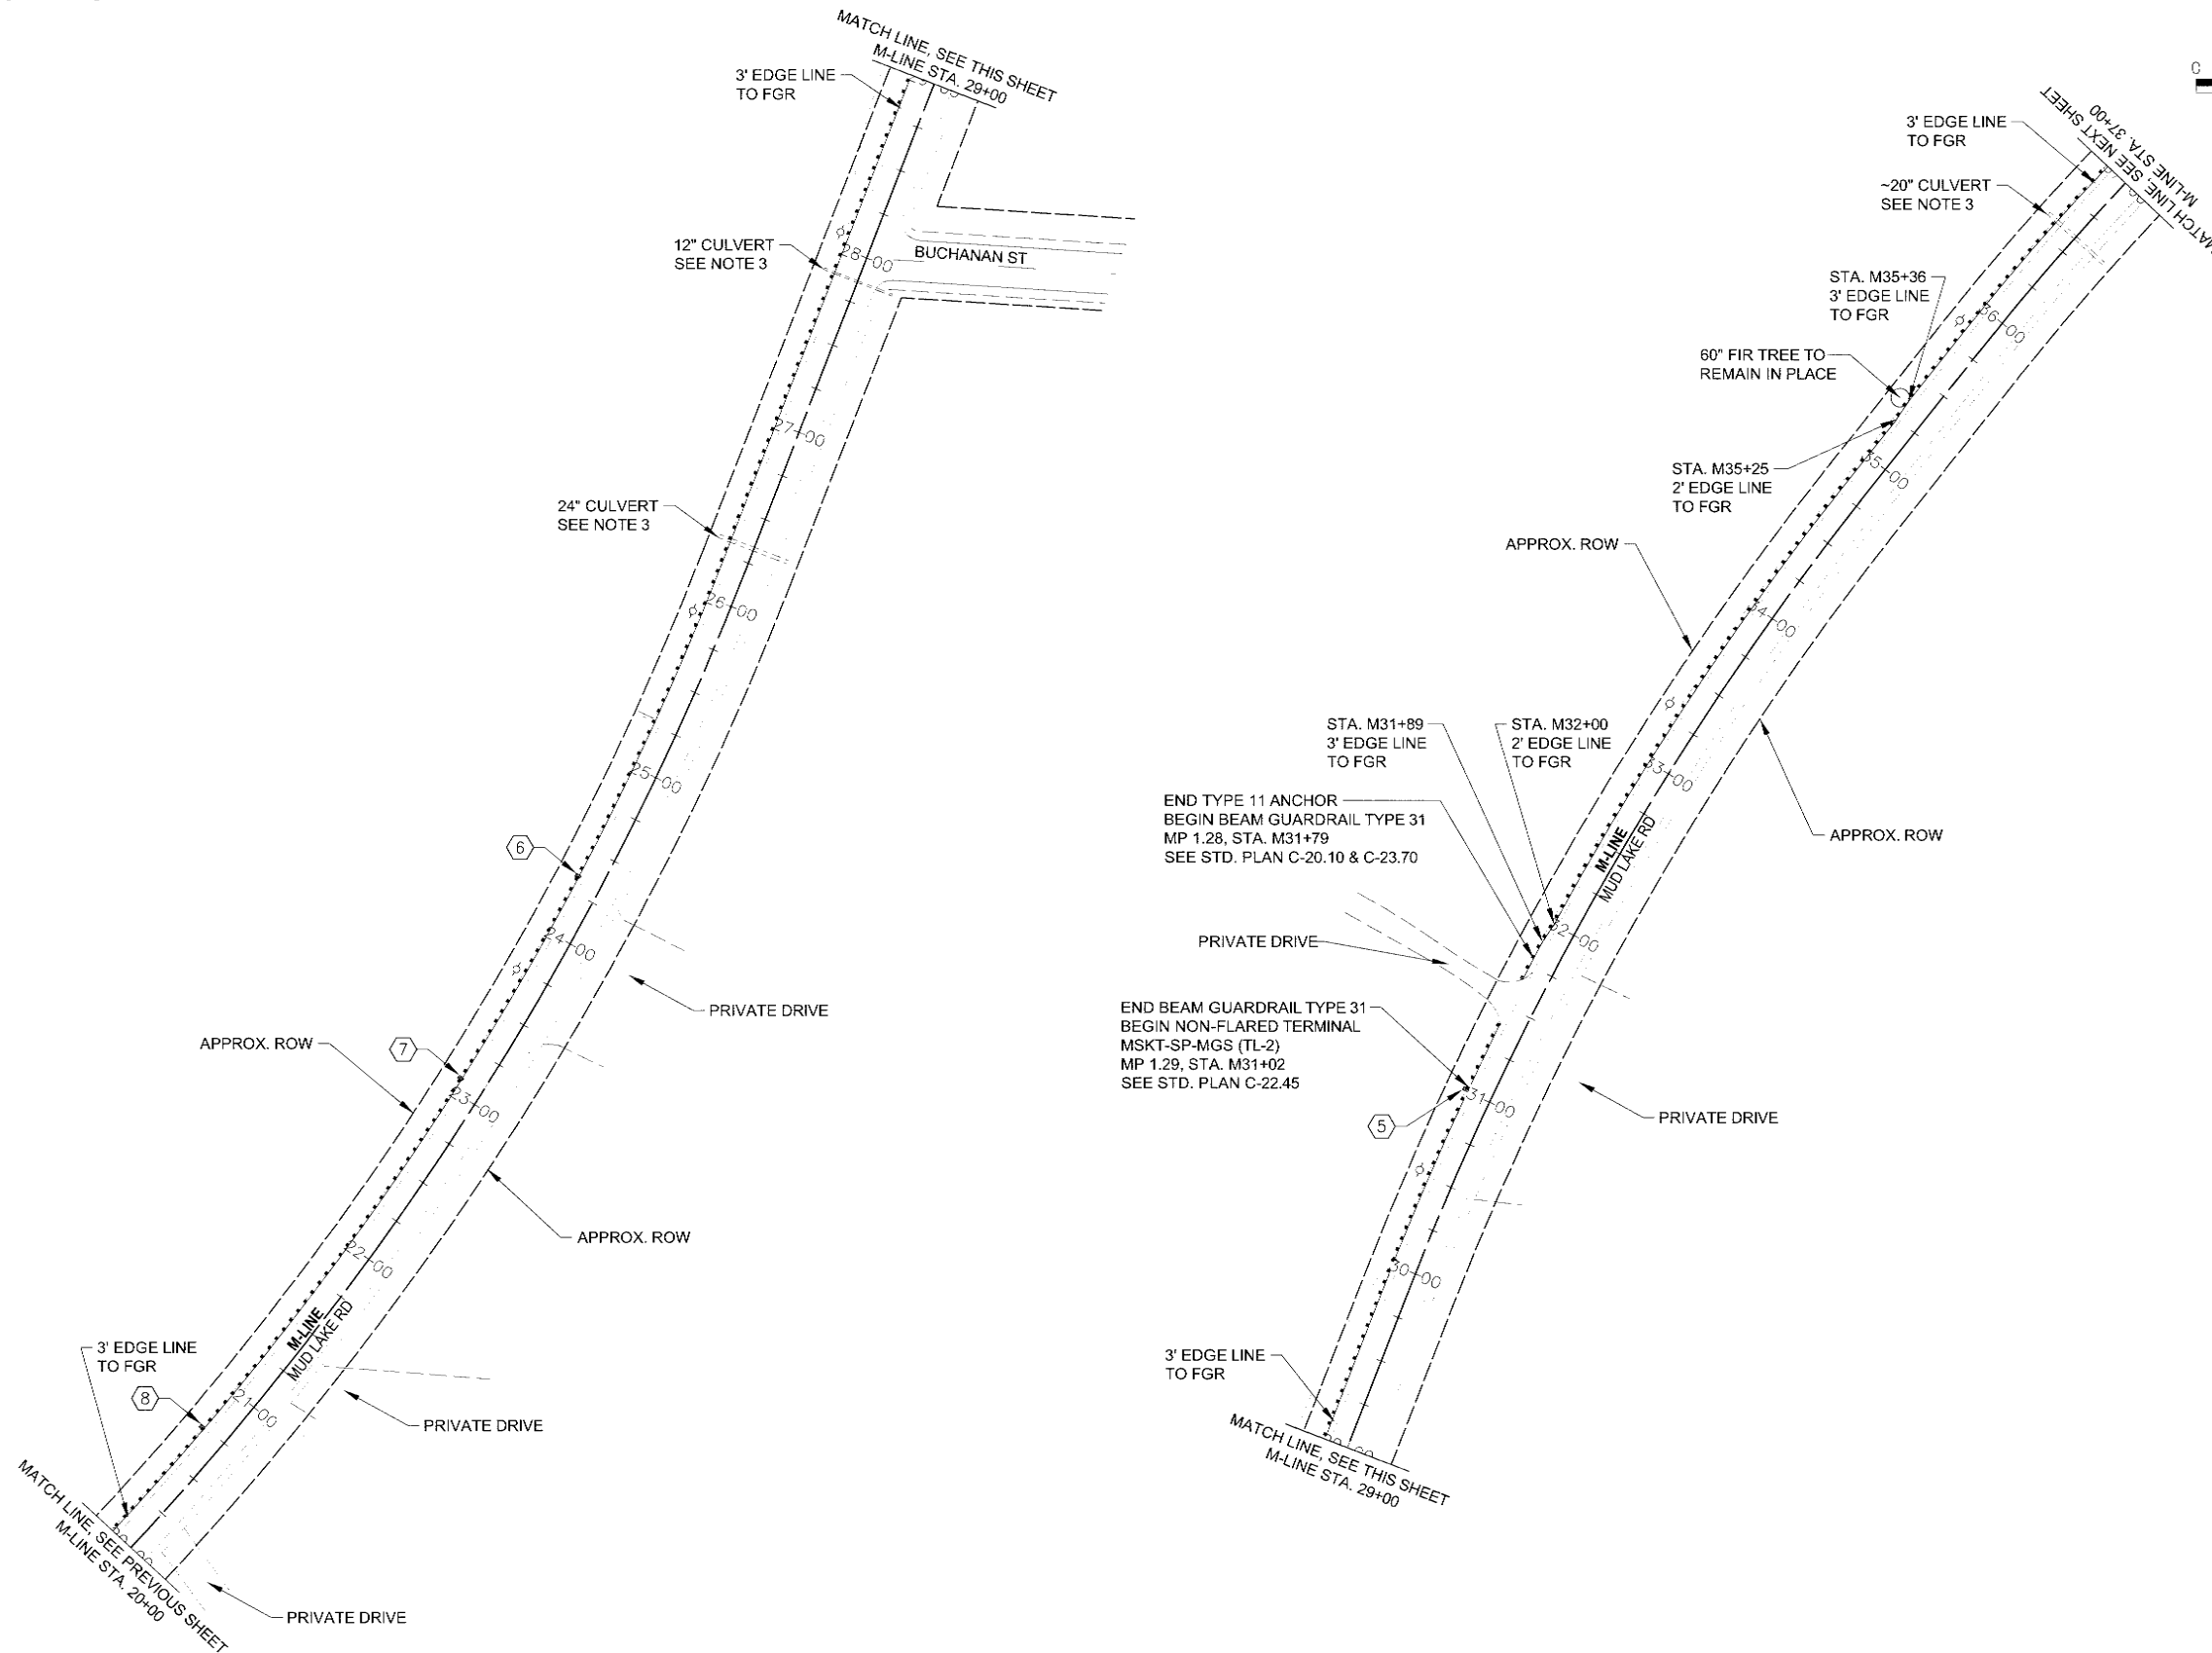 MATCH LINE, SEE THIS SHEET
M-LINE STA. 29+00
3' EDGE LINE
TO FGR
12" CULVERT
SEE NOTE 3
28+00
BUCHANAN ST
27+00
24" CULVERT
SEE NOTE 3
26+00
25+00
6
24+00
PRIVATE DRIVE
APPROX. ROW
7
23+00
APPROX. ROW
22+00
M-LINE
MUD LAKE RD
3' EDGE LINE
TO FGR
8
21+00
PRIVATE DRIVE
MATCH LINE, SEE PREVIOUS SHEET
M-LINE STA. 20+00
PRIVATE DRIVE
0
MATCH LINE, SEE NEXT SHEET
M-LINE STA. 37+00
3' EDGE LINE
TO FGR
~20" CULVERT
SEE NOTE 3
STA. M35+36
3' EDGE LINE
TO FGR
36+00
60" FIR TREE TO
REMAIN IN PLACE
STA. M35+25
2' EDGE LINE
TO FGR
35+00
APPROX. ROW
34+00
STA. M31+89
3' EDGE LINE
TO FGR
STA. M32+00
2' EDGE LINE
TO FGR
33+00
END TYPE 11 ANCHOR
BEGIN BEAM GUARDRAIL TYPE 31
MP 1.28, STA. M31+79
SEE STD. PLAN C-20.10 & C-23.70
M-LINE
MUD LAKE RD
APPROX. ROW
32+00
PRIVATE DRIVE
END BEAM GUARDRAIL TYPE 31
BEGIN NON-FLARED TERMINAL
MSKT-SP-MGS (TL-2)
MP 1.29, STA. M31+02
SEE STD. PLAN C-22.45
31+00
5
PRIVATE DRIVE
30+00
3' EDGE LINE
TO FGR
MATCH LINE, SEE THIS SHEET
M-LINE STA. 29+00